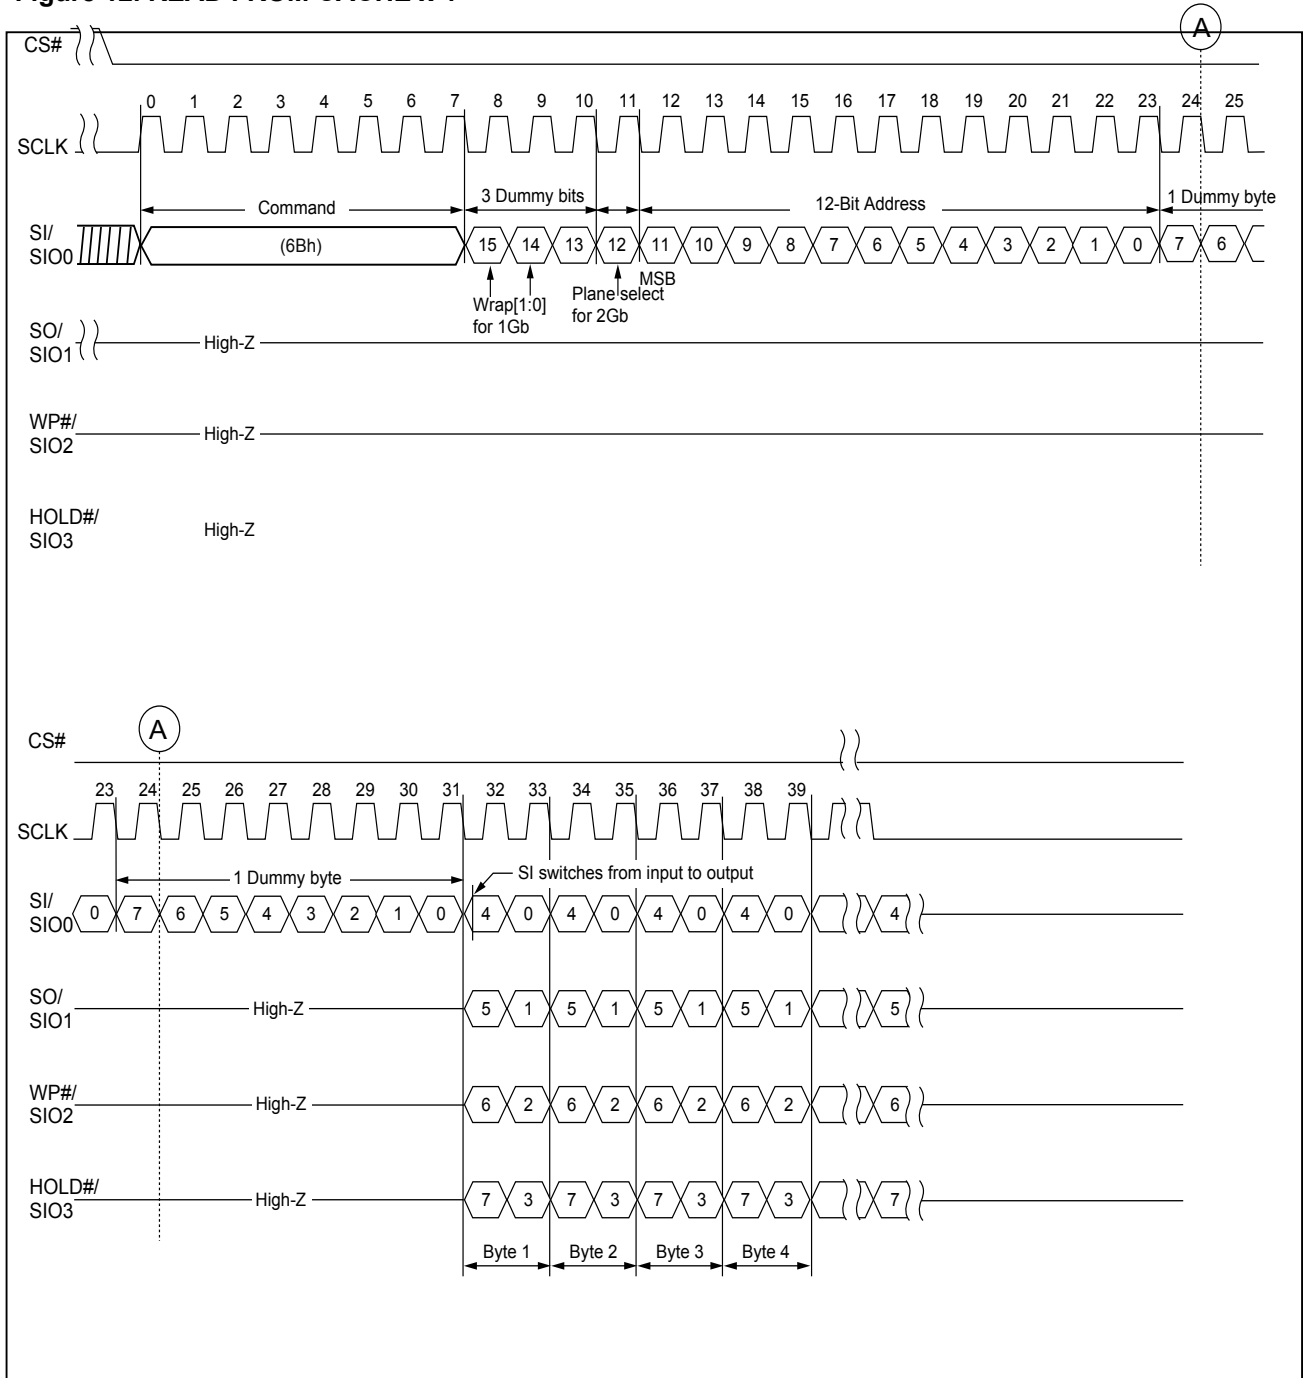 A
CS#
0 1 2 3 4 5 6 7 8 9 10 11 12 13 14 15 16 17 18 19 20 21 22 23 24 25
SCLK
Command
3 Dummy bits
12-Bit Address
1 Dummy byte
SI/
SIO0
(6Bh)
15 14 13 12 11 10 9 8 7 6 5 4 3 2 1 0 7 6
MSB
Wrap[1:0]
for 1Gb
Plane select
for 2Gb
SO/
SIO1
High-Z
WP#/
SIO2
High-Z
HOLD#/
SIO3
High-Z
A
CS#
23 24 25 26 27 28 29 30 31 32 33 34 35 36 37 38 39
SCLK
1 Dummy byte
SI switches from input to output
SI/
SIO0
0 7 6 5 4 3 2 1 0 4 0 4 0 4 0 4 0 4
SO/
SIO1
High-Z
5 1 5 1 5 1 5 1 5
WP#/
SIO2
High-Z
6 2 6 2 6 2 6 2 6
HOLD#/
SIO3
High-Z
7 3 7 3 7 3 7 3 7
Byte 1 Byte 2 Byte 3 Byte 4